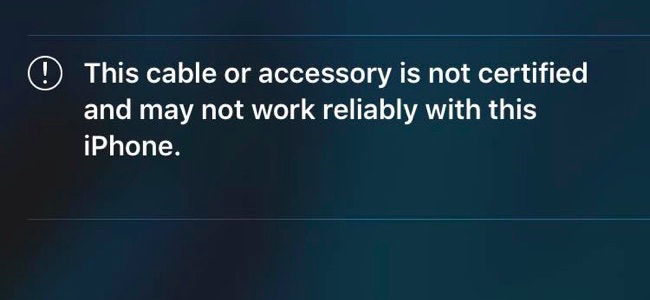 This cable or accessory is not certified
and may not work reliably with this
iPhone.